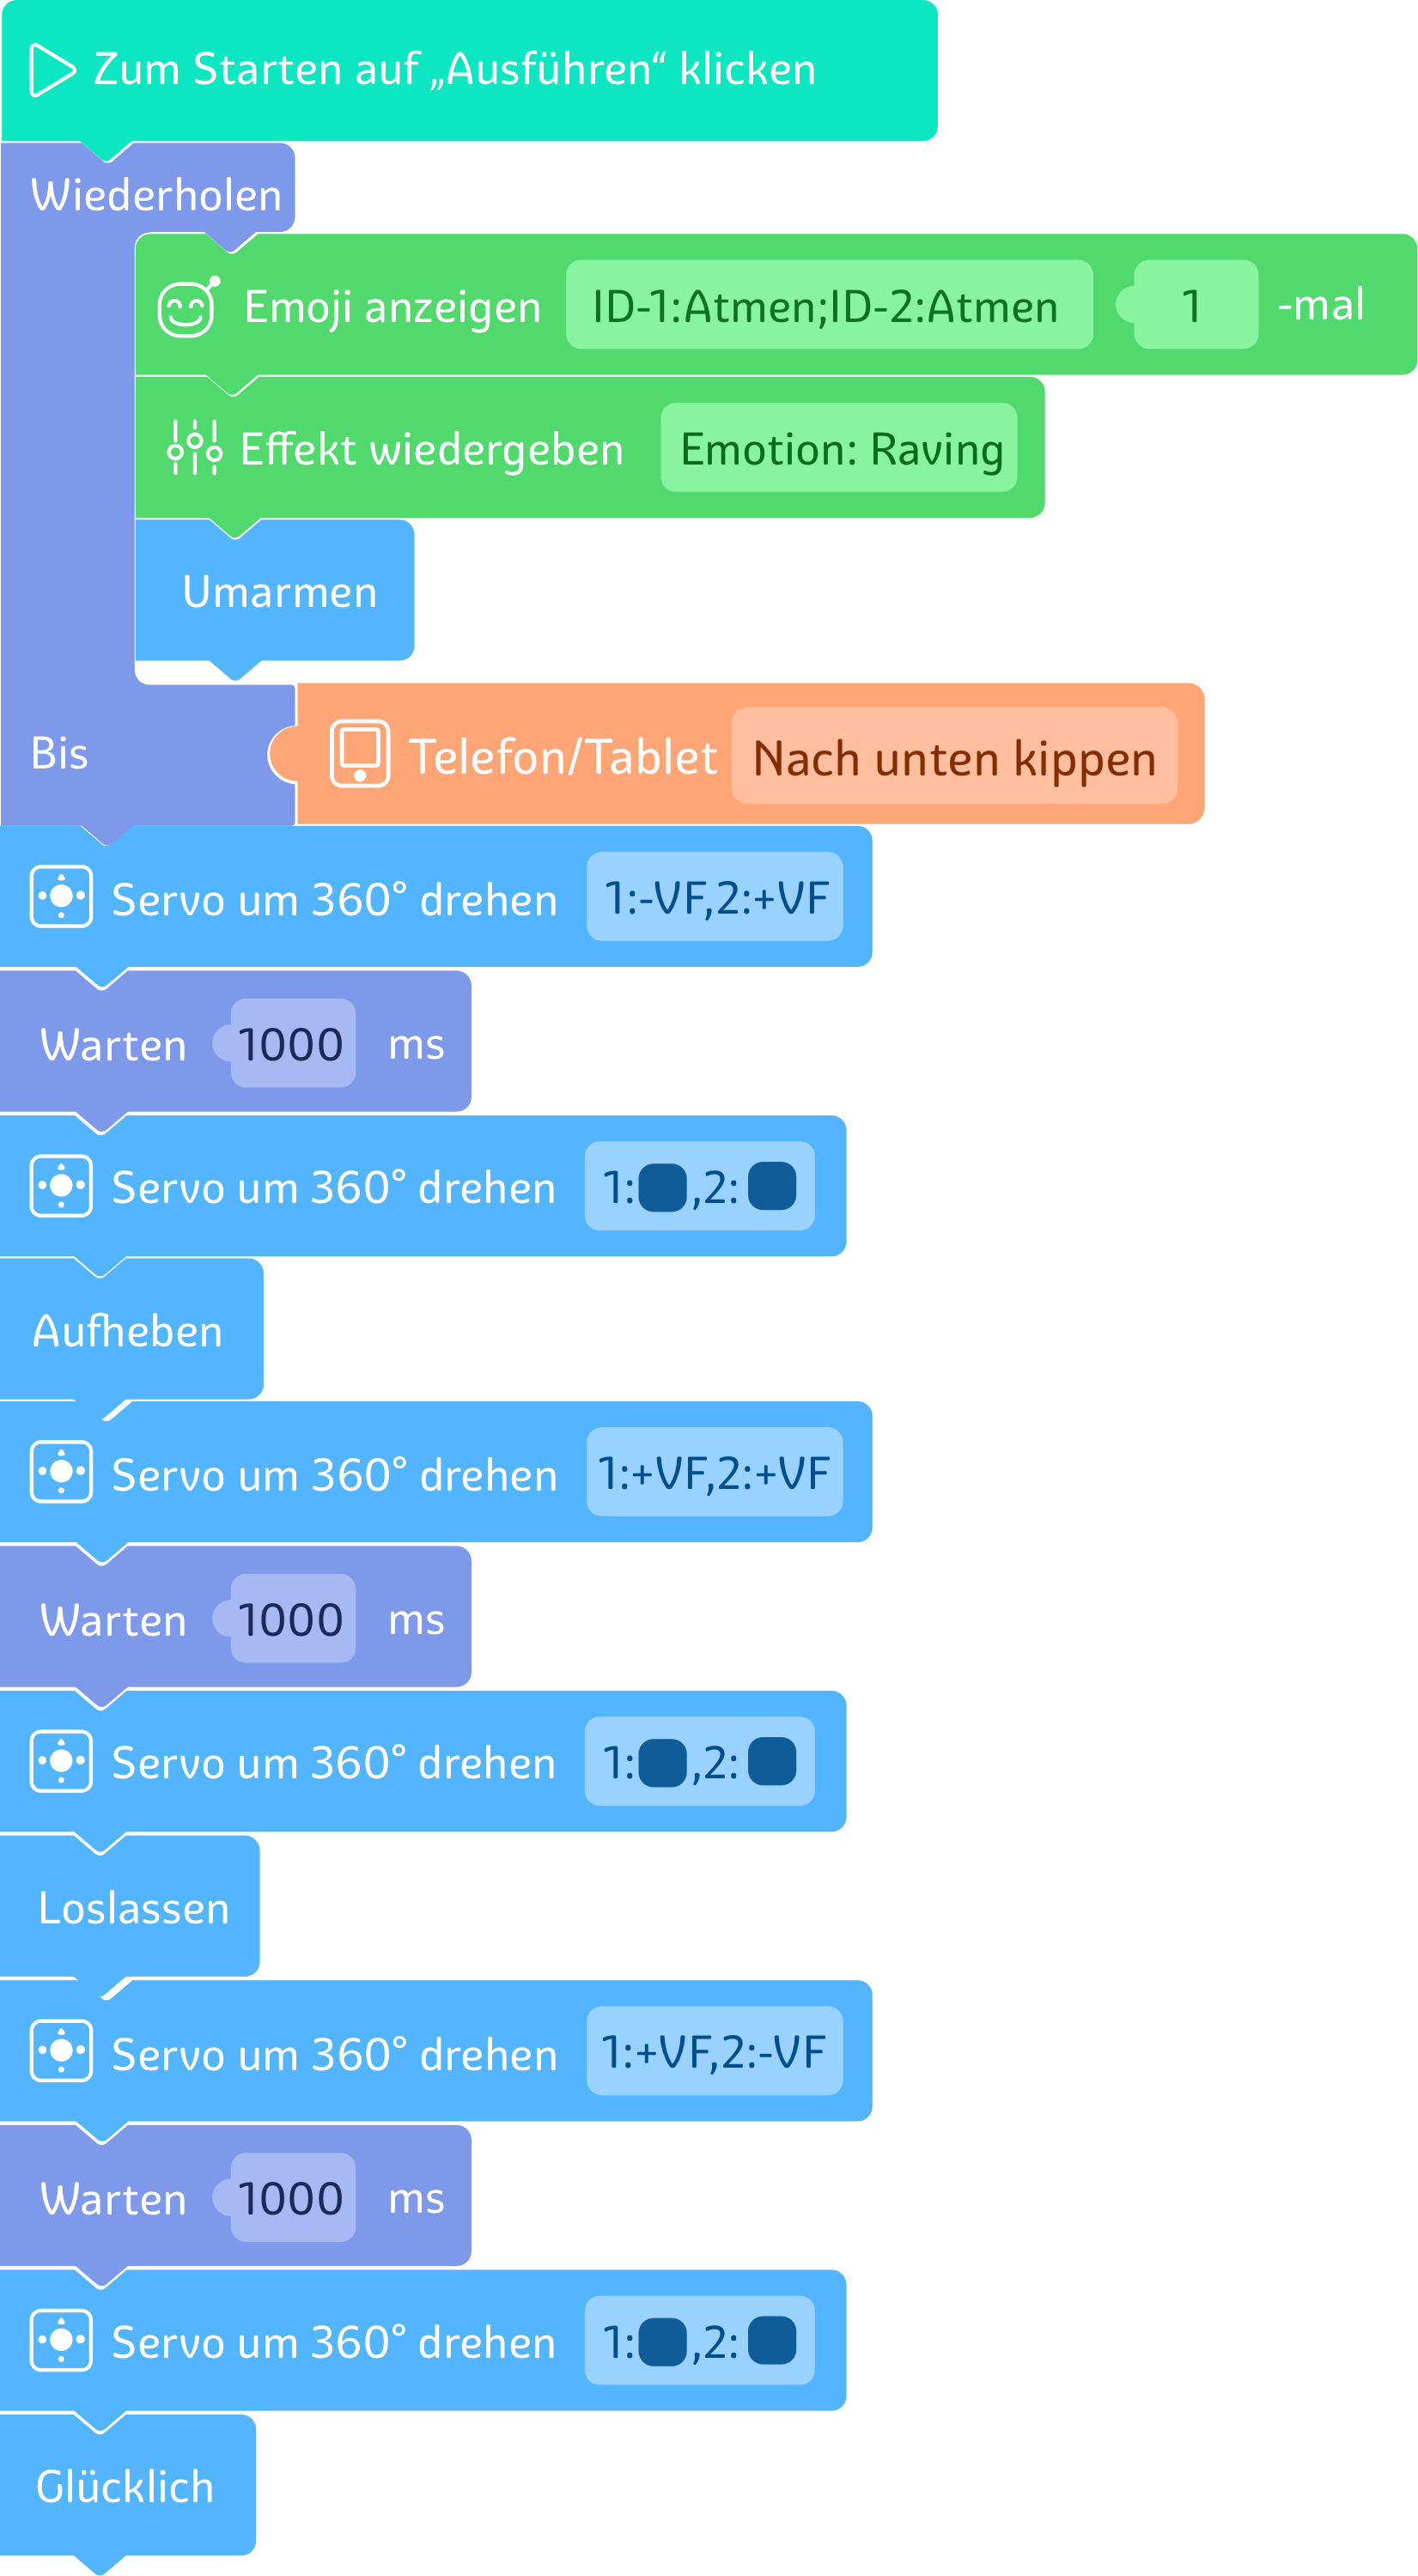 Zum Starten auf „Ausführen“ klicken
Wiederholen
Emoji anzeigen ID-1:Atmen;ID-2:Atmen 1 -mal
Effekt wiedergeben Emotion: Raving
Umarmen
Bis Telefon/Tablet Nach unten kippen
Servo um 360° drehen 1:-VF,2:+VF
Warten 1000 ms
Servo um 360° drehen 1: ,2:
Aufheben
Servo um 360° drehen 1:+VF,2:+VF
Warten 1000 ms
Servo um 360° drehen 1: ,2:
Loslassen
Servo um 360° drehen 1:+VF,2:-VF
Warten 1000 ms
Servo um 360° drehen 1: ,2:
Glücklich